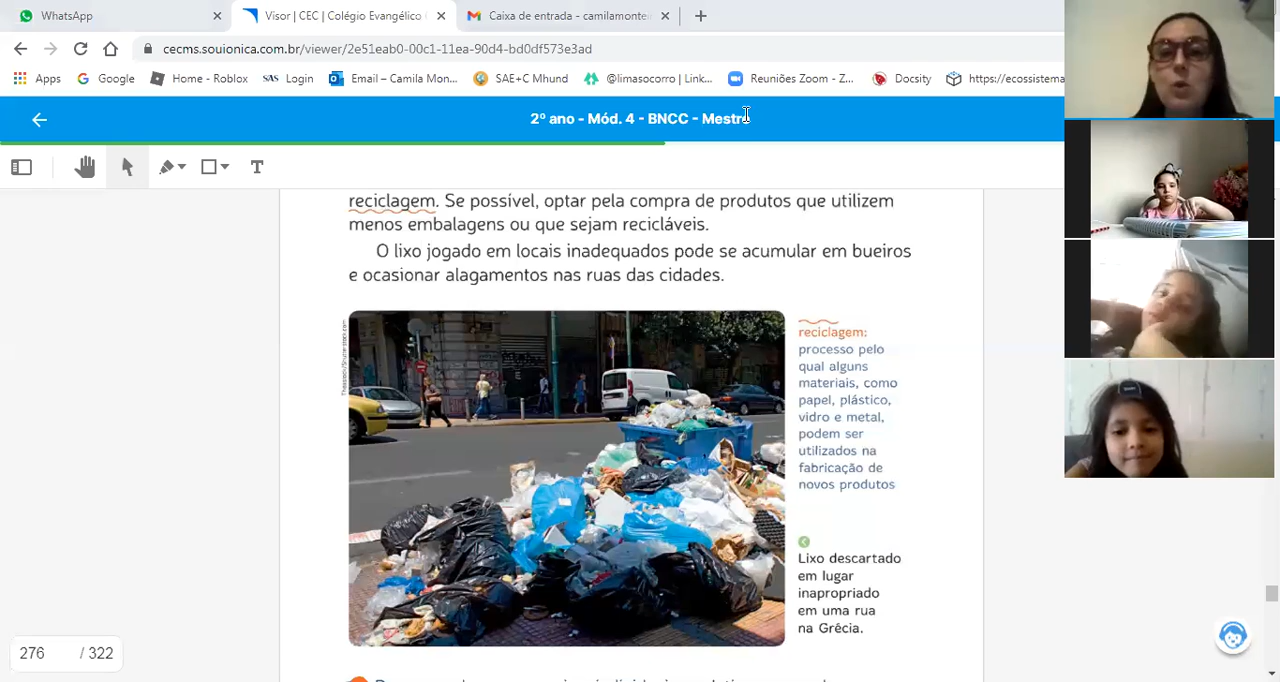 WhatsApp
Visor | CEC | Colégio Evangélico
Caixa de entrada - camilamonte
cecms.souionica.com.br/viewer/2e51eab0-00c1-11ea-90d4-bd0df573e3ad
Apps
Google
Home - Roblox
SAS Login
Email – Camila Mon...
SAE+C Mhund
@limasocorro | Link...
Reuniões Zoom - Z...
Docsity
https://ecossistema
2º ano - Mód. 4 - BNCC - Mestre
T
reciclagem. Se possível, optar pela compra de produtos que utilizem
menos embalagens ou que sejam recicláveis.
O lixo jogado em locais inadequados pode se acumular em bueiros
e ocasionar alagamentos nas ruas das cidades.
reciclagem:
processo pelo
qual alguns
materiais, como
papel, plástico,
vidro e metal,
podem ser
utilizados na
fabricação de
novos produtos
Lixo descartado
em lugar
inapropriado
em uma rua
na Grécia.
276 / 322